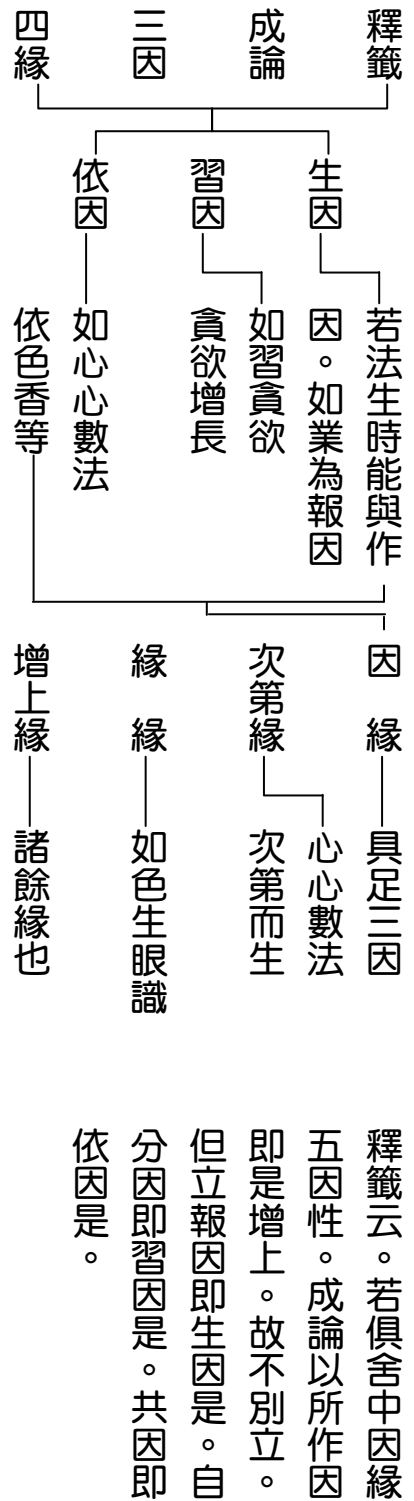 釋籤
成論
三因
四緣
生因
若法生時能與作
因。如業為報因
習因
如習貪欲
貪欲增長
依因
如心心數法
依色香等
因緣
具足三因
次第緣
心心數法
次第而生
緣緣
如色生眼識
增上緣
諸餘緣也
釋籤云。若俱舍中因緣
五因性。成論以所作因
即是增上。故不別立。
但立報因即生因是。自
分因即習因是。共因即
依因是。